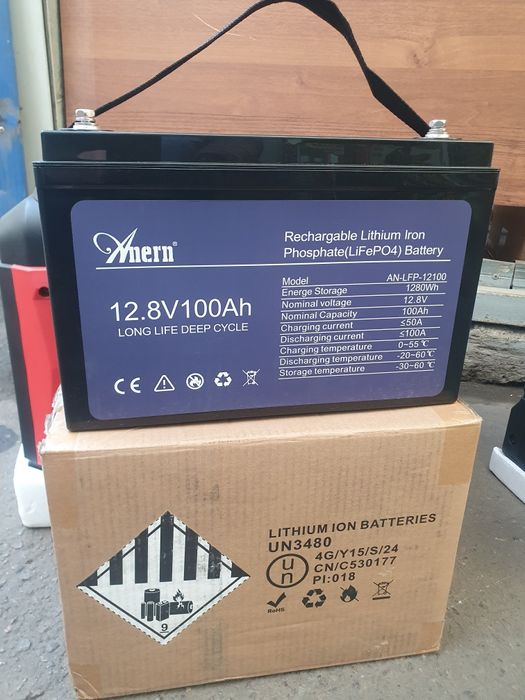 Anern®
12.8V100Ah
LONG LIFE DEEP CYCLE
CE
Rechargable Lithium Iron
Phosphate(LiFePO4) Battery
Model AN-LFP-12100
Energy Storage 1280Wh
Nominal voltage 12.8V
Nominal Capacity 100Ah
Charging current ≤50A
Discharging current ≤100A
Charging temperature 0~55℃
Discharging temperature -20~60℃
Storage temperature -30~60℃
LITHIUM ION BATTERIES
UN3480
un
4G/Y15/S/24
CN/C530177
PI:018
RoHS
9